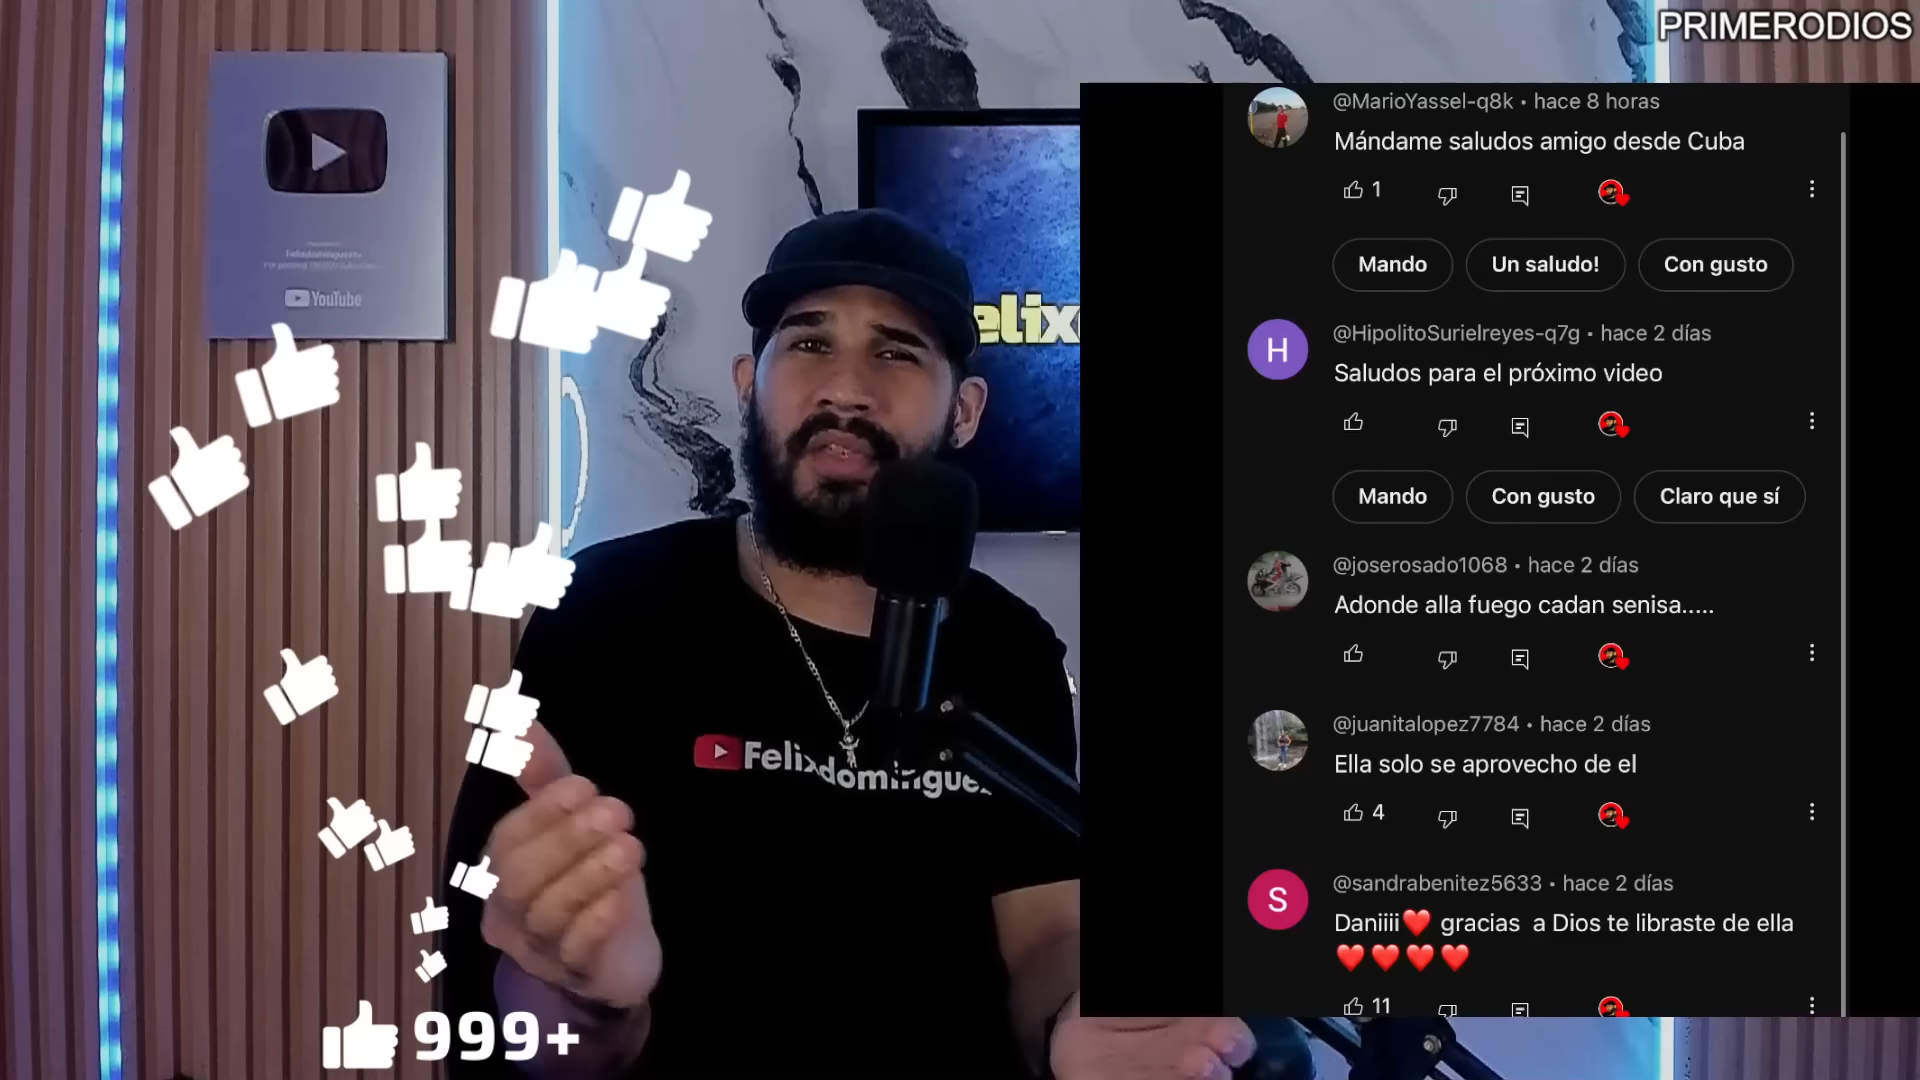 PRIMERODIOS
YouTube
elix
Felixdominguez
999+
@MarioYassel-q8k • hace 8 horas
Mándame saludos amigo desde Cuba
1
Mando
Un saludo!
Con gusto
H
@HipolitoSurielreyes-q7g • hace 2 días
Saludos para el próximo video
Mando
Con gusto
Claro que sí
@joserosado1068 • hace 2 días
Adonde alla fuego cadan senisa.....
@juanitalopez7784 • hace 2 días
Ella solo se aprovecho de el
4
S
@sandrabenitez5633 • hace 2 días
Daniiii❤️ gracias a Dios te libraste de ella
❤️❤️❤️❤️
11